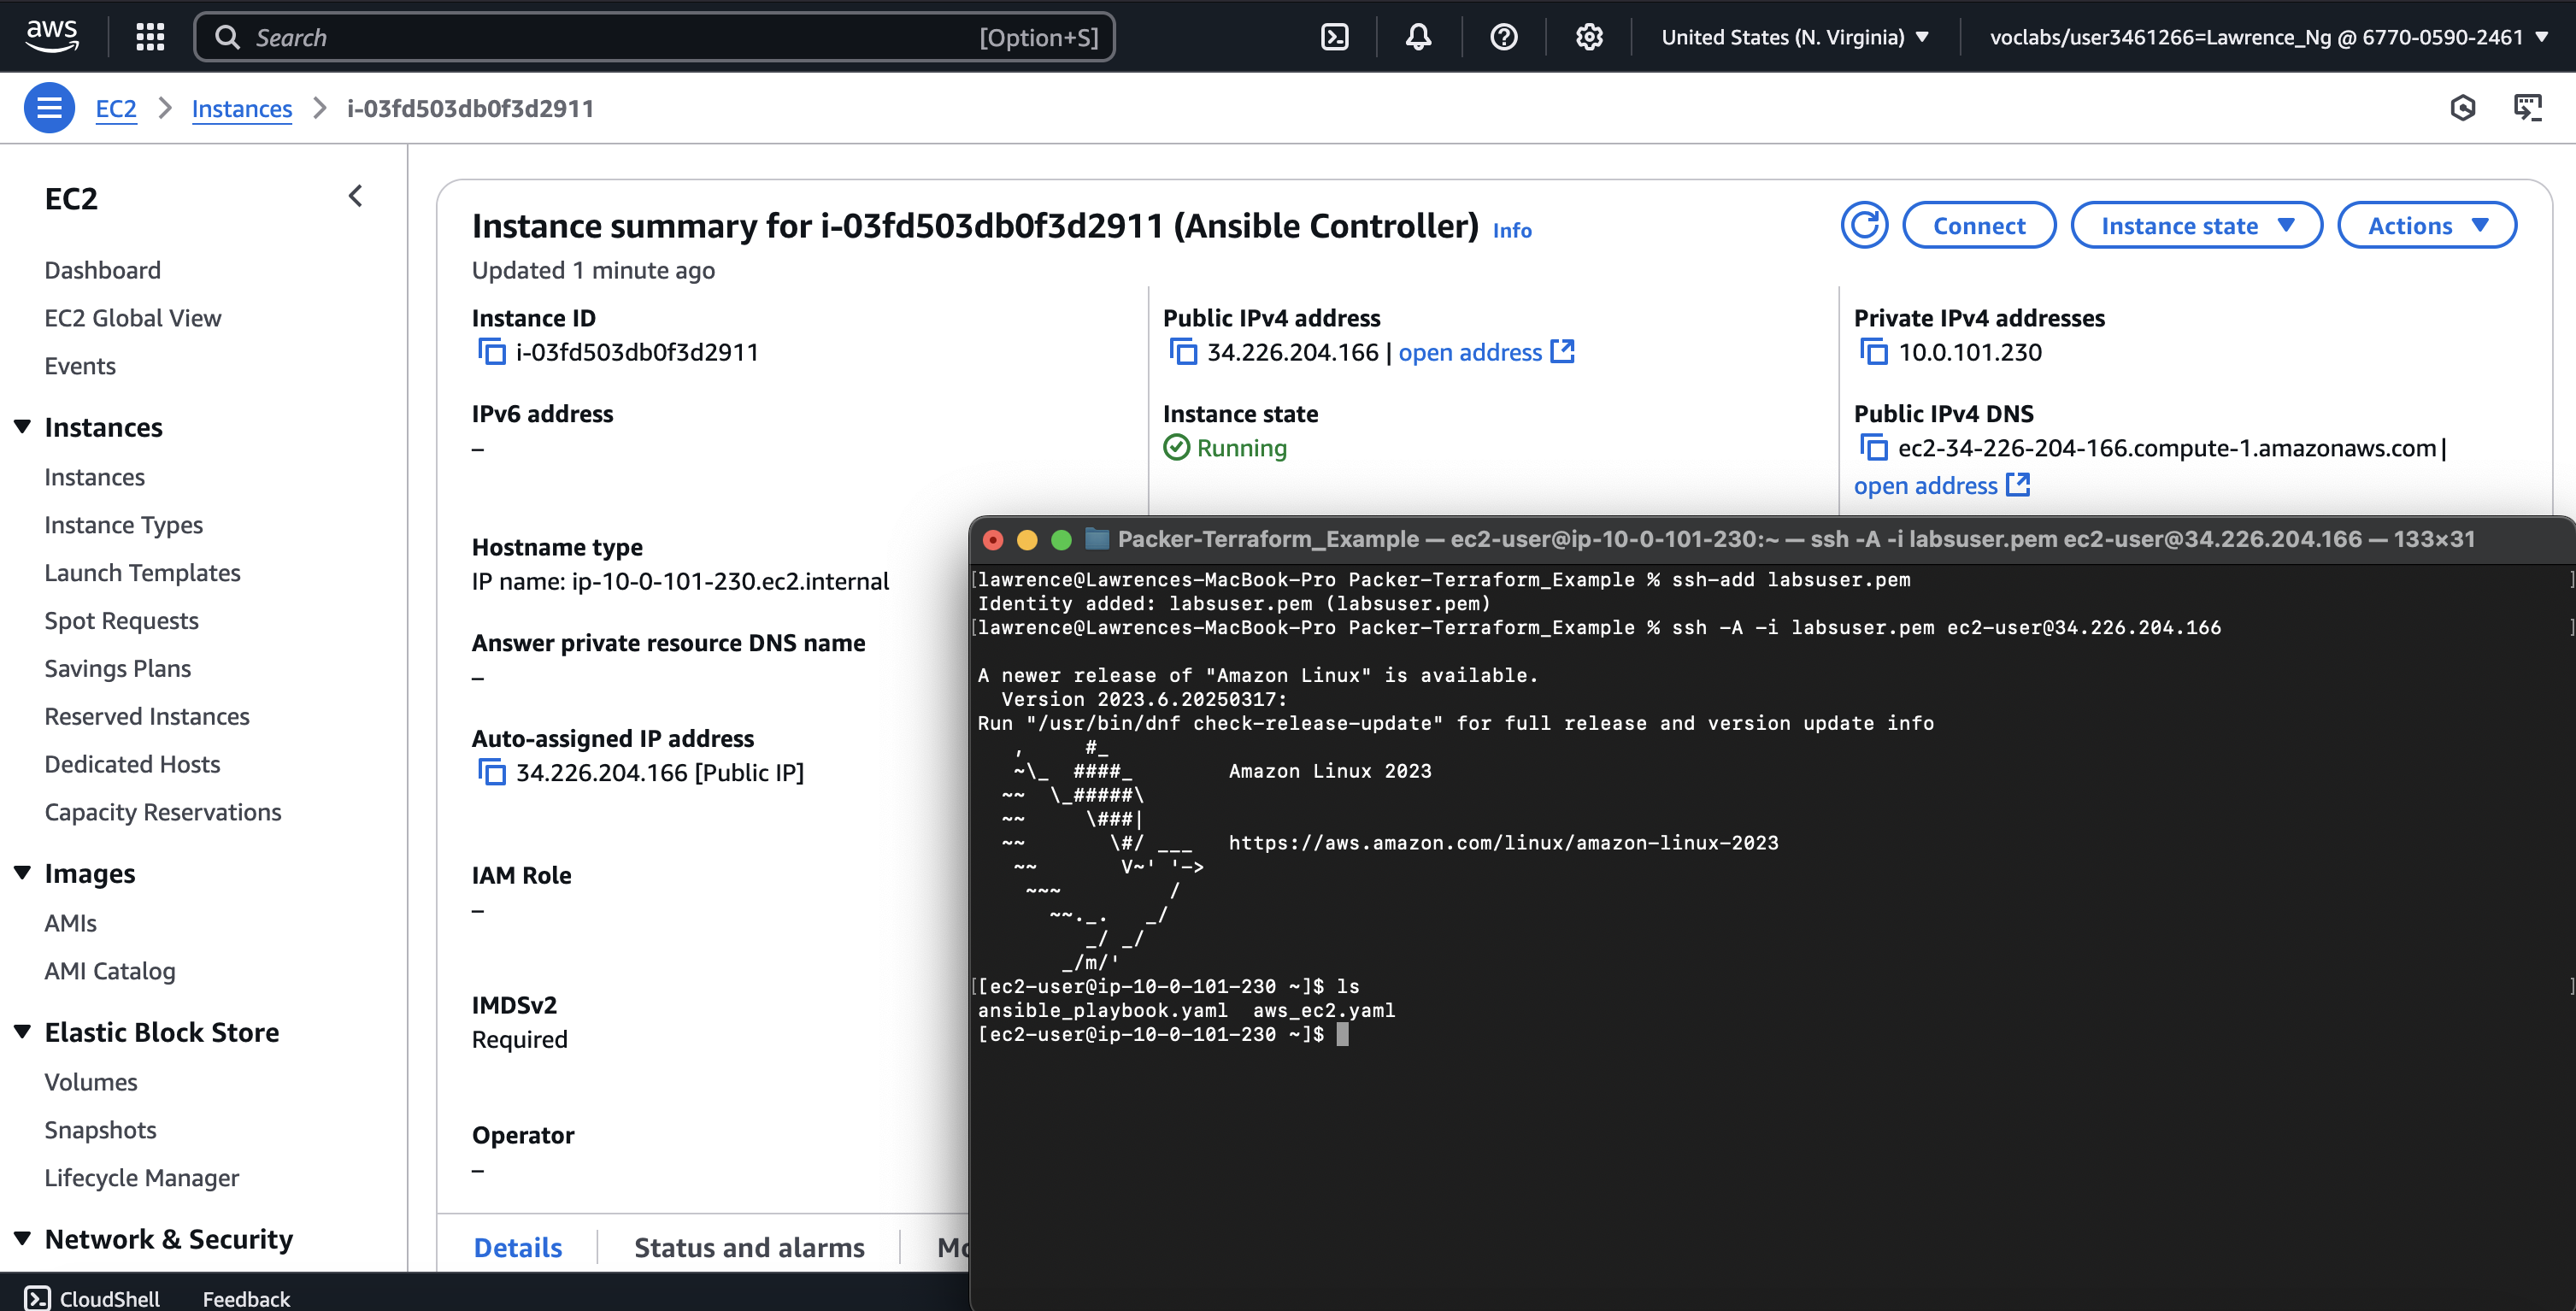 aws
Search
[Option+S]
United States (N. Virginia)
voclabs/user3461266=Lawrence_Ng @ 6770-0590-2461
EC2
Instances
i-03fd503db0f3d2911
EC2
Dashboard
EC2 Global View
Events
Instances
Instances
Instance Types
Launch Templates
Spot Requests
Savings Plans
Reserved Instances
Dedicated Hosts
Capacity Reservations
Images
AMIs
AMI Catalog
Elastic Block Store
Volumes
Snapshots
Lifecycle Manager
Network & Security
Instance summary for i-03fd503db0f3d2911 (Ansible Controller) Info
Updated 1 minute ago
Connect
Instance state
Actions
Instance ID
i-03fd503db0f3d2911
Public IPv4 address
34.226.204.166 | open address
Private IPv4 addresses
10.0.101.230
IPv6 address
–
Instance state
Running
Public IPv4 DNS
ec2-34-226-204-166.compute-1.amazonaws.com |
open address
Hostname type
IP name: ip-10-0-101-230.ec2.internal
Answer private resource DNS name
–
Auto-assigned IP address
34.226.204.166 [Public IP]
IAM Role
–
IMDSv2
Required
Operator
–
Details
Status and alarms
Packer-Terraform_Example — ec2-user@ip-10-0-101-230:~ — ssh -A -i labsuser.pem ec2-user@34.226.204.166 — 133×31
[lawrence@Lawrences-MacBook-Pro Packer-Terraform_Example % ssh-add labsuser.pem ]
Identity added: labsuser.pem (labsuser.pem)
[lawrence@Lawrences-MacBook-Pro Packer-Terraform_Example % ssh -A -i labsuser.pem ec2-user@34.226.204.166 ]
A newer release of "Amazon Linux" is available.
  Version 2023.6.20250317:
Run "/usr/bin/dnf check-release-update" for full release and version update info
   ,     #_
   ~\_  ####_        Amazon Linux 2023
  ~~  \_#####\
  ~~     \###|
  ~~       \#/ ___   https://aws.amazon.com/linux/amazon-linux-2023
   ~~       V~' '->
    ~~~         /
      ~~._.   _/
         _/ _/
       _/m/'
[[ec2-user@ip-10-0-101-230 ~]$ ls ]
ansible_playbook.yaml  aws_ec2.yaml
[ec2-user@ip-10-0-101-230 ~]$
CloudShell
Feedback